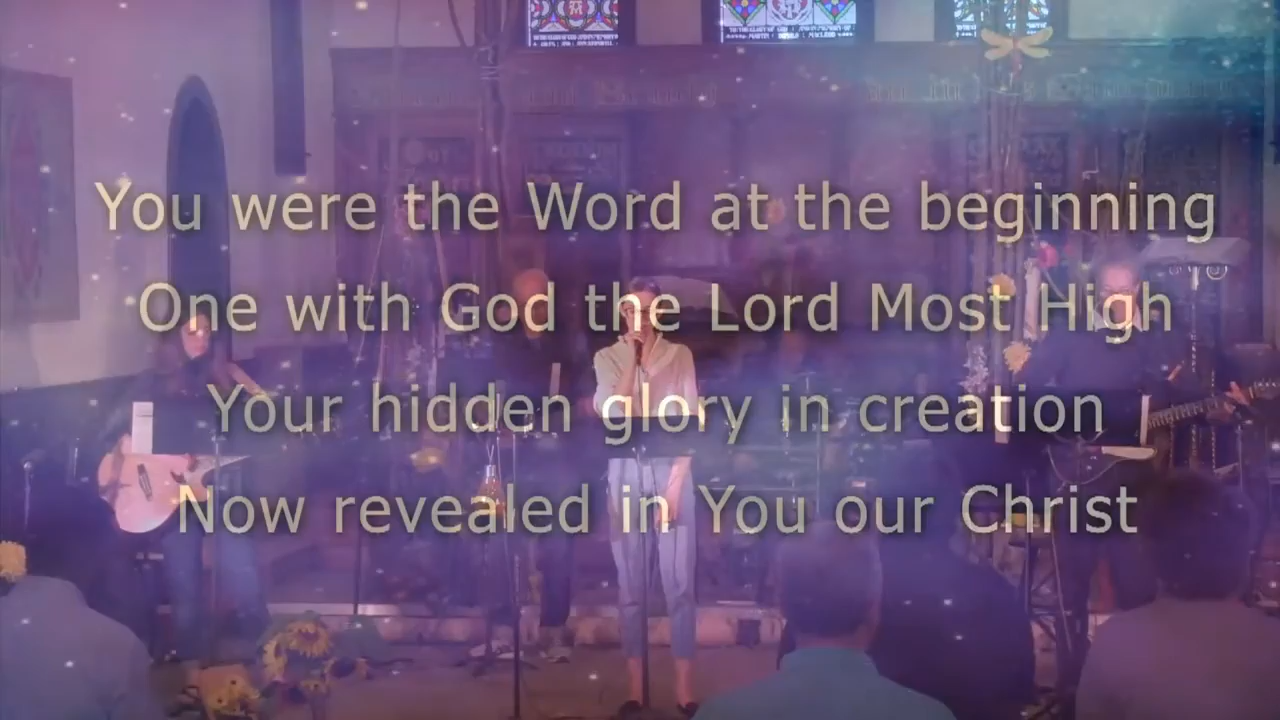 You were the Word at the beginning
One with God the Lord Most High
Your hidden glory in creation
Now revealed in You our Christ